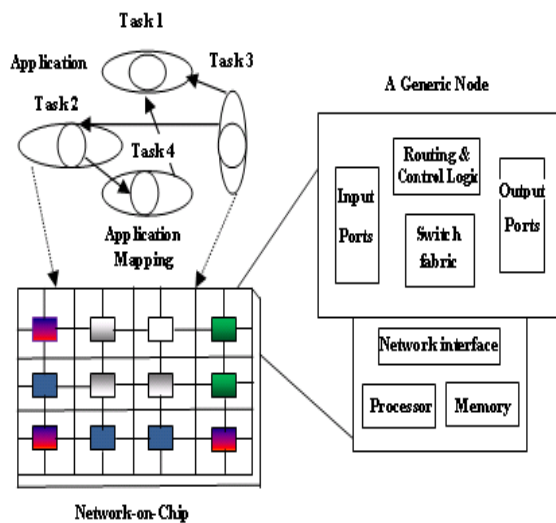 Task 1
Application
Task 3
Task 2
Task 4
Application
Mapping
Network-on-Chip
A Generic Node
Routing &
Control Logic
Input
Ports
Output
Ports
Switch
fabric
Network interface
Processor
Memory